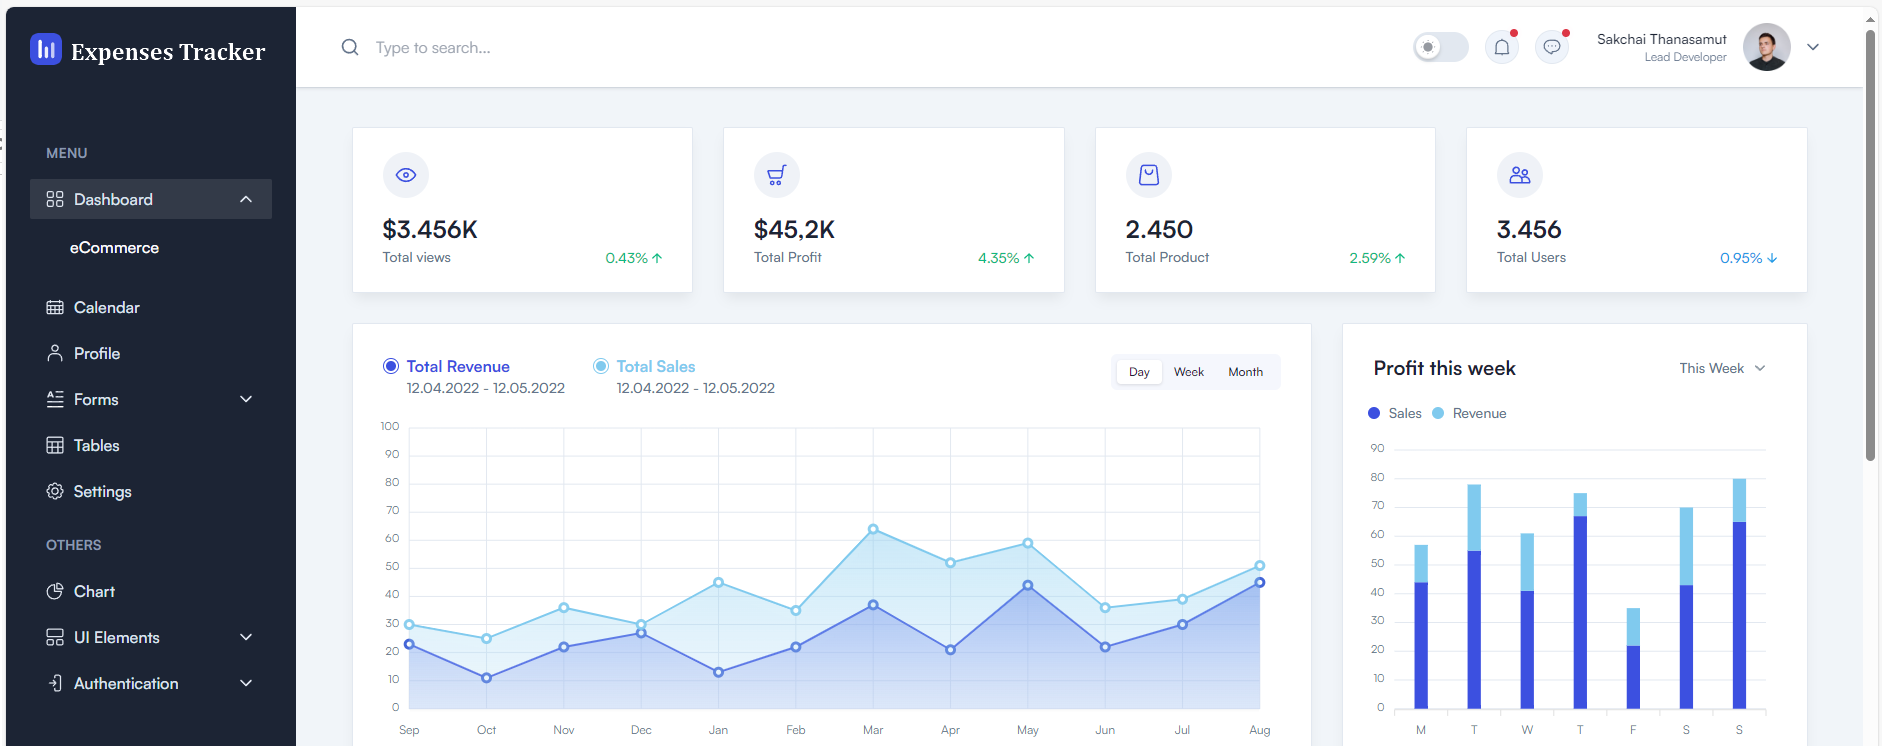 Expenses Tracker
Type to search...
Sakchai Thanasamut
Lead Developer
MENU
Dashboard
eCommerce
Calendar
Profile
Forms
Tables
Settings
OTHERS
Chart
UI Elements
Authentication
$3.456K
Total views
0.43%
$45,2K
Total Profit
4.35%
2.450
Total Product
2.59%
3.456
Total Users
0.95%
Total Revenue
12.04.2022 - 12.05.2022
Total Sales
12.04.2022 - 12.05.2022
Day Week Month
100
90
80
70
60
50
40
30
20
10
0
Sep Oct Nov Dec Jan Feb Mar Apr May Jun Jul Aug
Profit this week
This Week
Sales Revenue
90
80
70
60
50
40
30
20
10
0
M T W T F S S